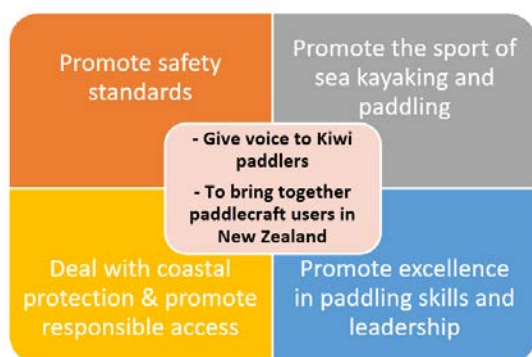 Promote safety
standards
Promote the sport of
sea kayaking and
paddling
- Give voice to Kiwi
paddlers
- To bring together
paddlecraft users in
New Zealand
Deal with coastal
protection & promote
responsible access
Promote excellence
in paddling skills and
leadership